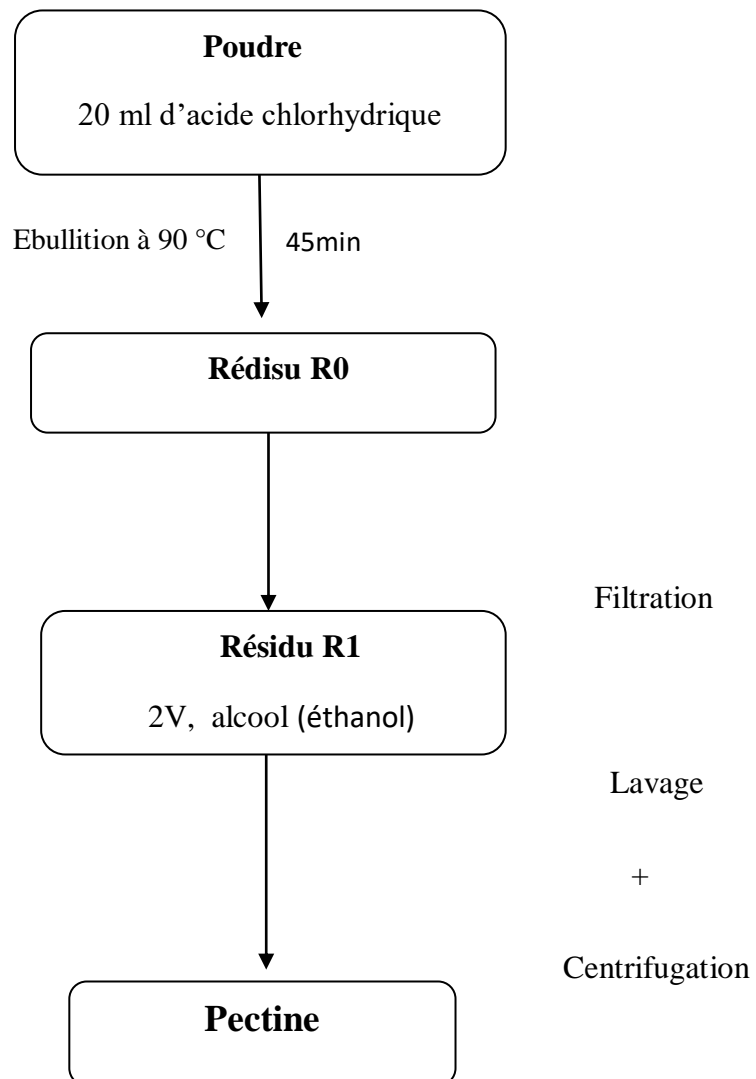 Poudre
20 ml d'acide chlorhydrique
Ebullition à 90 °C
45min
Rédisu R0
Filtration
Résidu R1
2V, alcool (éthanol)
Lavage
+
Centrifugation
Pectine